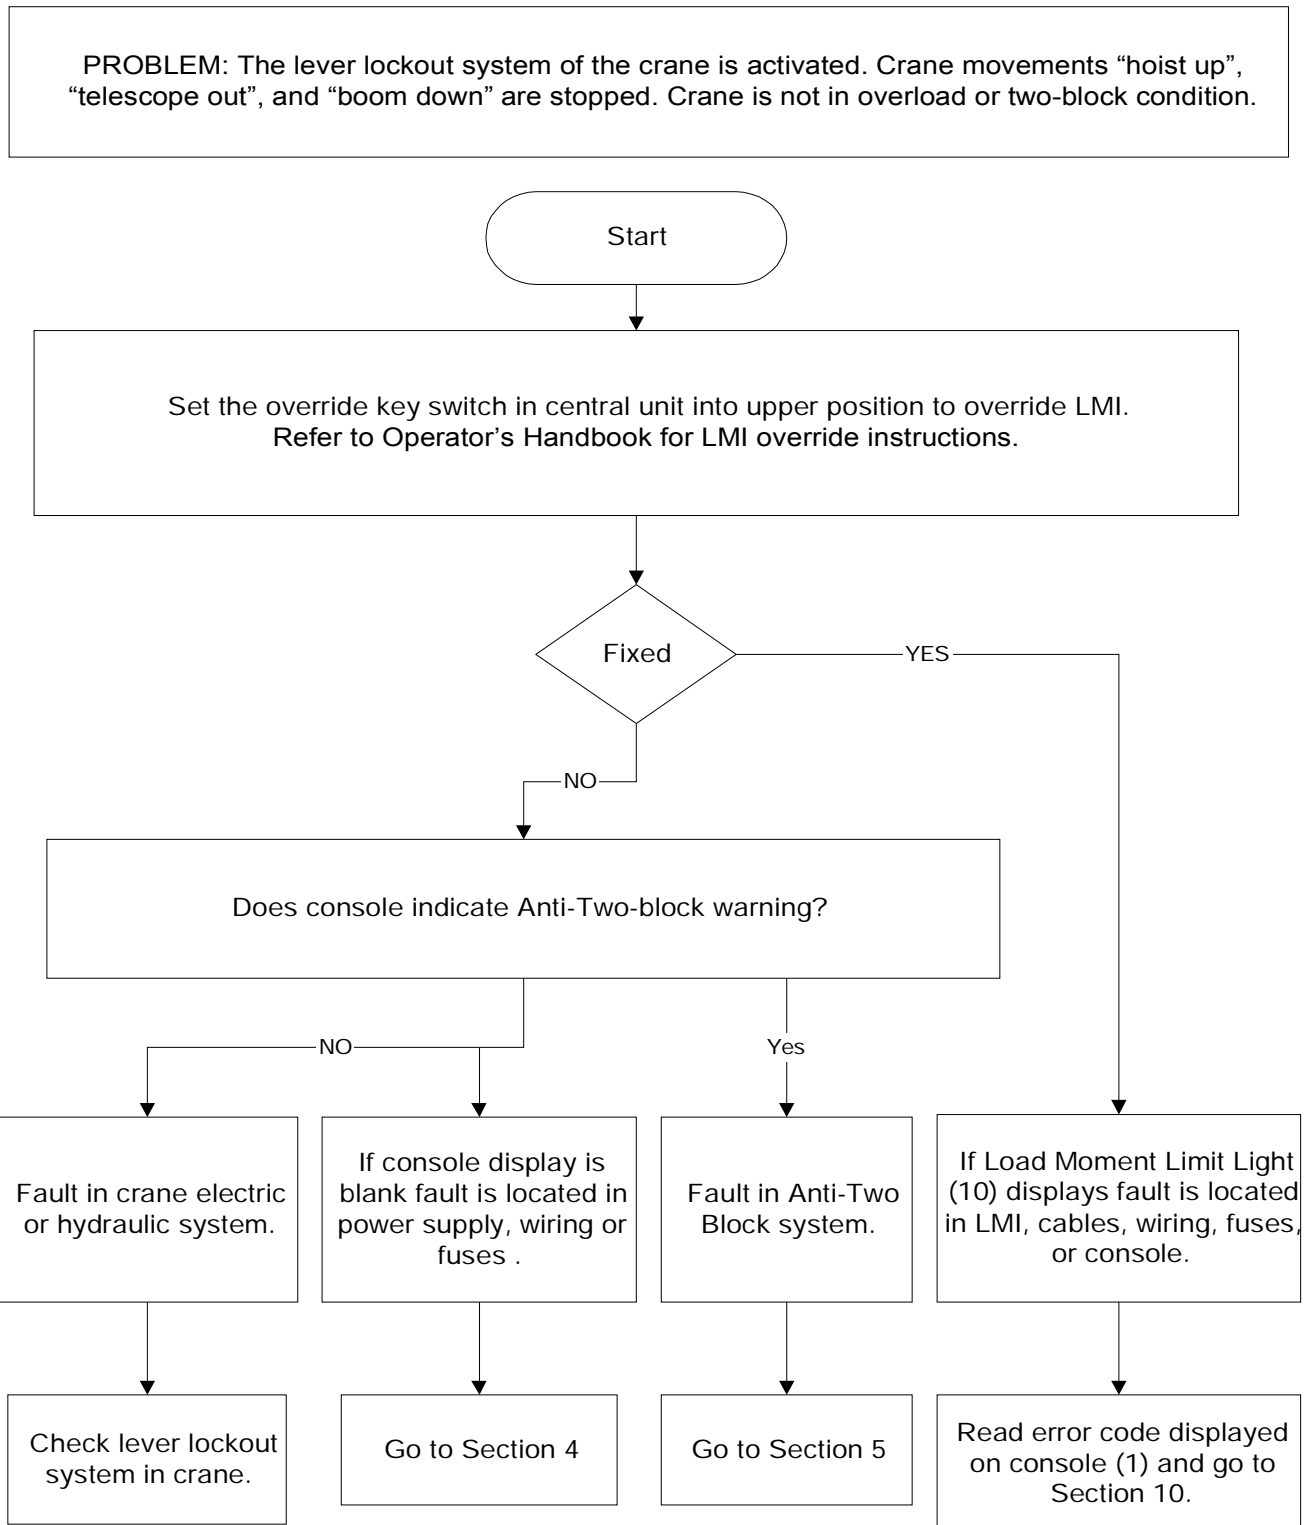 PROBLEM: The lever lockout system of the crane is activated. Crane movements “hoist up”,
“telescope out”, and “boom down” are stopped. Crane is not in overload or two-block condition.
Start
Set the override key switch in central unit into upper position to override LMI.
Refer to Operator’s Handbook for LMI override instructions.
Fixed
YES
NO
Does console indicate Anti-Two-block warning?
NO
Yes
Fault in crane electric
or hydraulic system.
If console display is
blank fault is located in
power supply, wiring or
fuses .
Fault in Anti-Two
Block system.
If Load Moment Limit Light
(10) displays fault is located
in LMI, cables, wiring, fuses,
or console.
Check lever lockout
system in crane.
Go to Section 4
Go to Section 5
Read error code displayed
on console (1) and go to
Section 10.